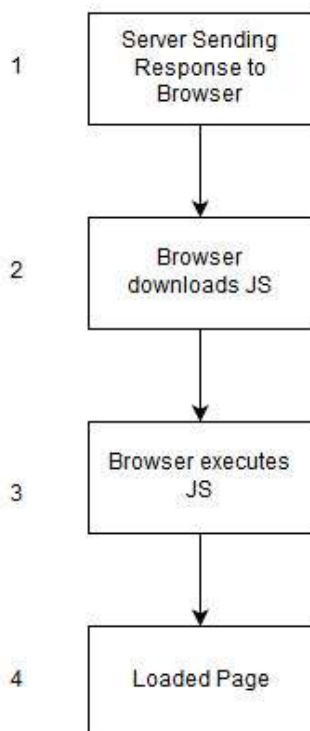 1
Server Sending
Response to
Browser
2
Browser
downloads JS
Browser executes
JS
3
4
Loaded Page